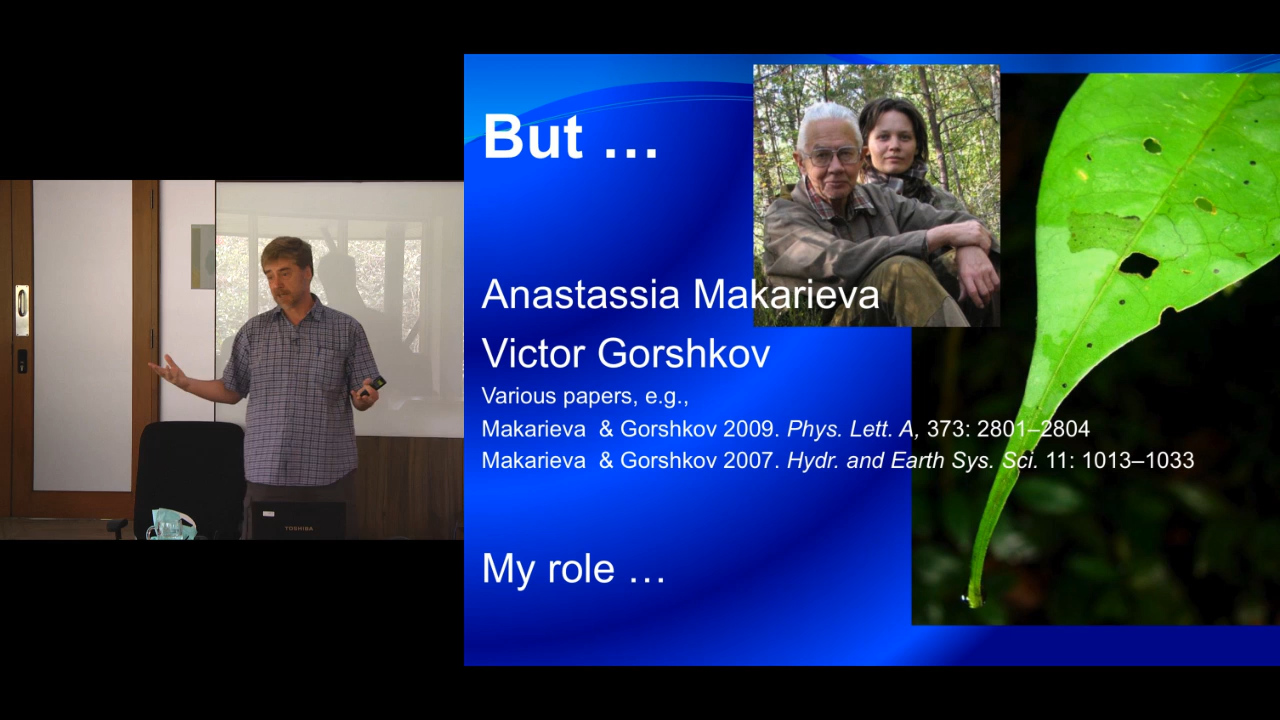 But …
Anastassia Makarieva
Victor Gorshkov
Various papers, e.g.,
Makarieva & Gorshkov 2009. Phys. Lett. A, 373: 2801–2804
Makarieva & Gorshkov 2007. Hydr. and Earth Sys. Sci. 11: 1013–1033
My role …
TOSHIBA